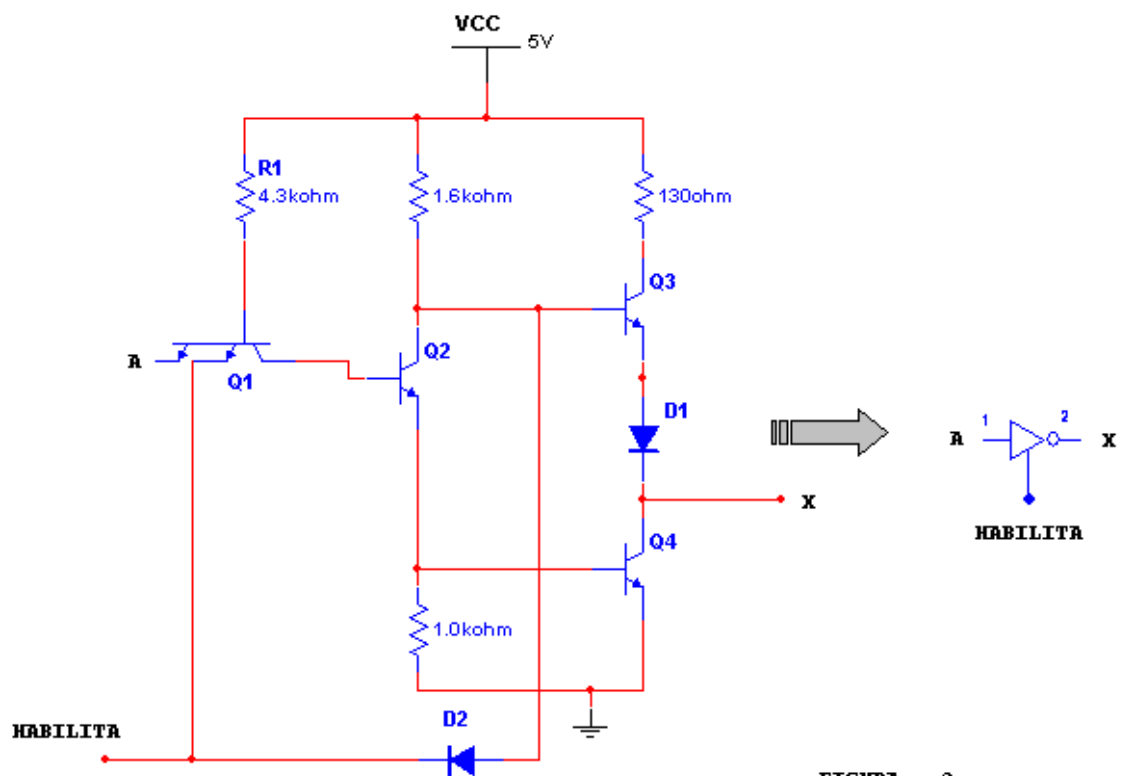 VCC
5V
R1
4.3kohm
1.6kohm
130ohm
Q3
A
Q1
Q2
D1
A
1
2
X
X
HABILITA
Q4
1.0kohm
HABILITA
D2